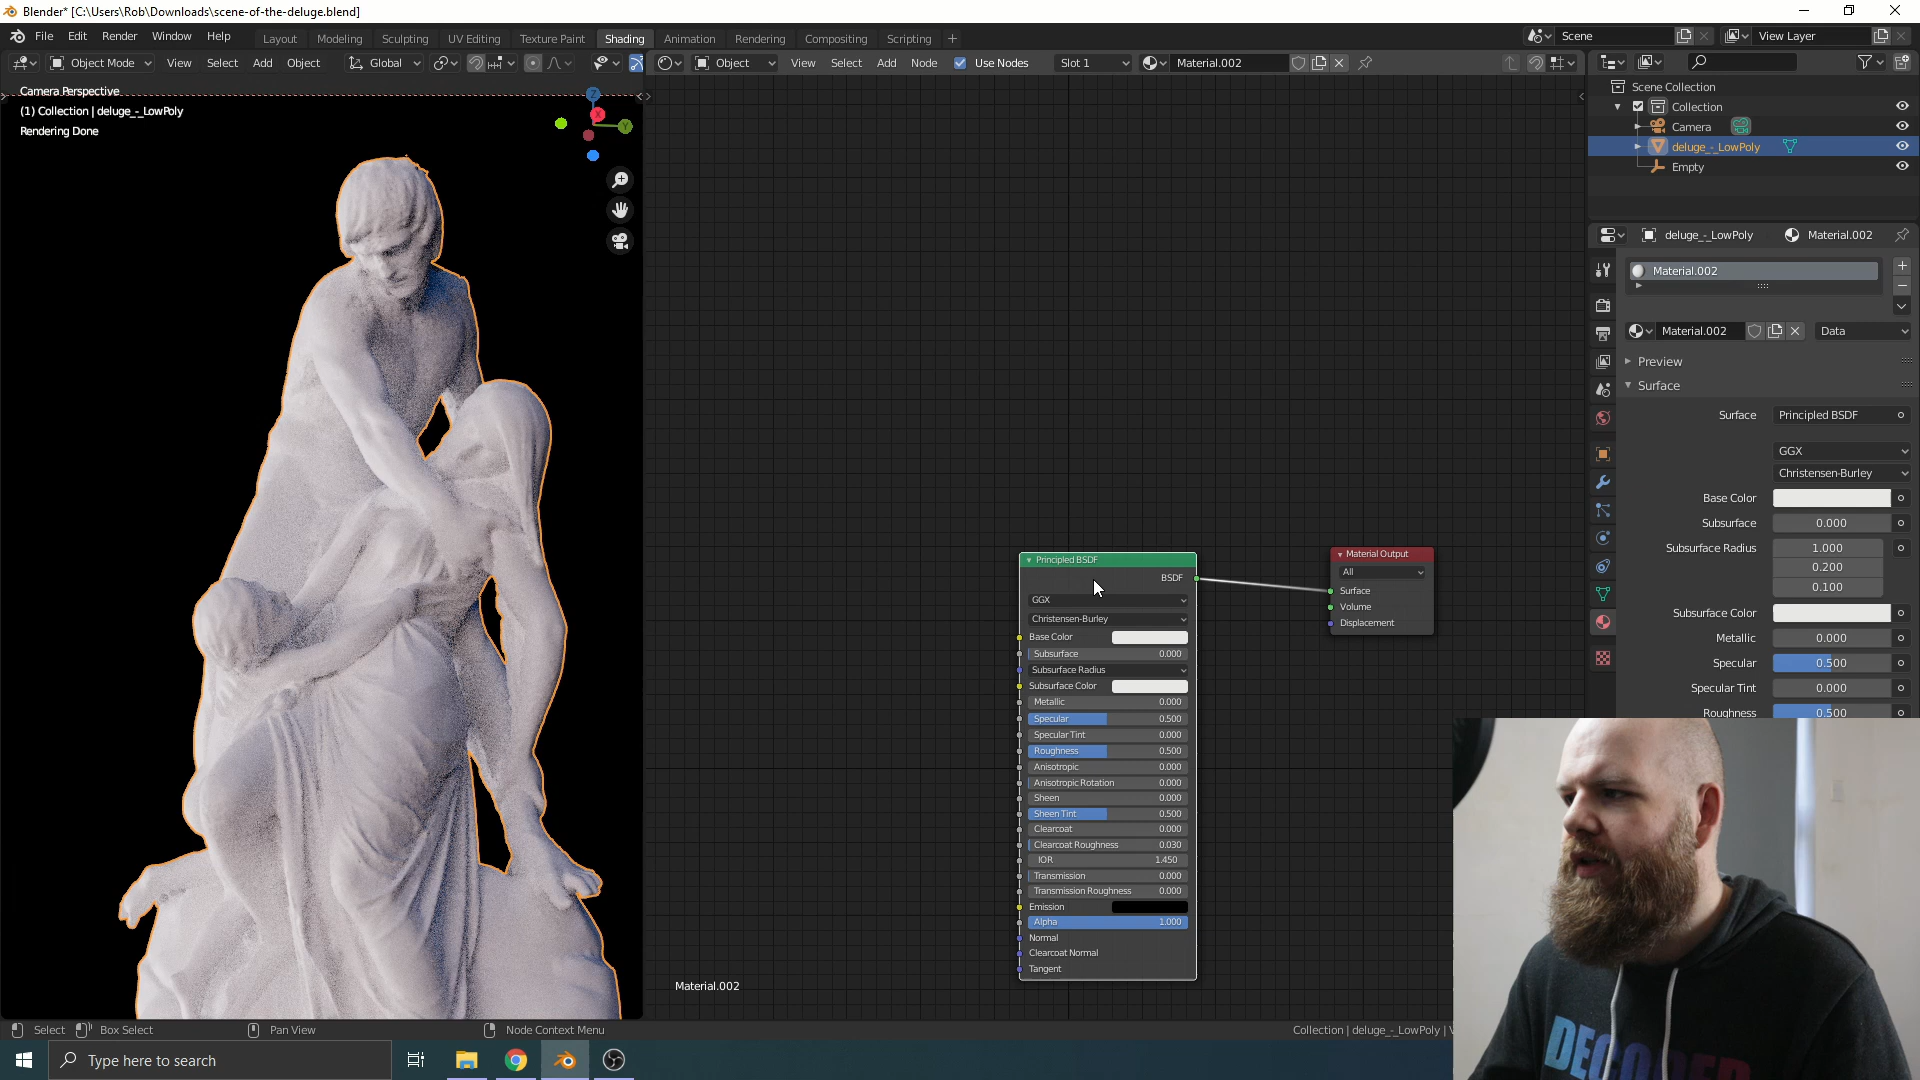 Blender* [C:\Users\Rob\Downloads\scene-of-the-deluge.blend]
File Edit Render Window Help Layout Modeling Sculpting UV Editing Texture Paint Shading Animation Rendering Compositing Scripting + Scene View Layer
Object Mode View Select Add Object Global Object View Select Add Node Use Nodes Slot 1 Material.002
Camera Perspective
(1) Collection | deluge_-_LowPoly
Rendering Done
Z
X
Y
Scene Collection
Collection
Camera
deluge_-_LowPoly
Empty
deluge_-_LowPoly Material.002
Material.002
Material.002 Data
Preview
Surface
Surface Principled BSDF
GGX
Christensen-Burley
Base Color
Subsurface 0.000
Subsurface Radius 1.000
0.200
0.100
Subsurface Color
Metallic 0.000
Specular 0.500
Specular Tint 0.000
Roughness 0.500
Principled BSDF
BSDF
GGX
Christensen-Burley
Base Color
Subsurface 0.000
Subsurface Radius
Subsurface Color
Metallic 0.000
Specular 0.500
Specular Tint 0.000
Roughness 0.500
Anisotropic 0.000
Anisotropic Rotation 0.000
Sheen 0.000
Sheen Tint 0.500
Clearcoat 0.000
Clearcoat Roughness 0.030
IOR 1.450
Transmission 0.000
Transmission Roughness 0.000
Emission
Alpha 1.000
Normal
Clearcoat Normal
Tangent
Material Output
All
Surface
Volume
Displacement
Material.002
Select Box Select Pan View Node Context Menu Collection | deluge_-_LowPoly |
Type here to search